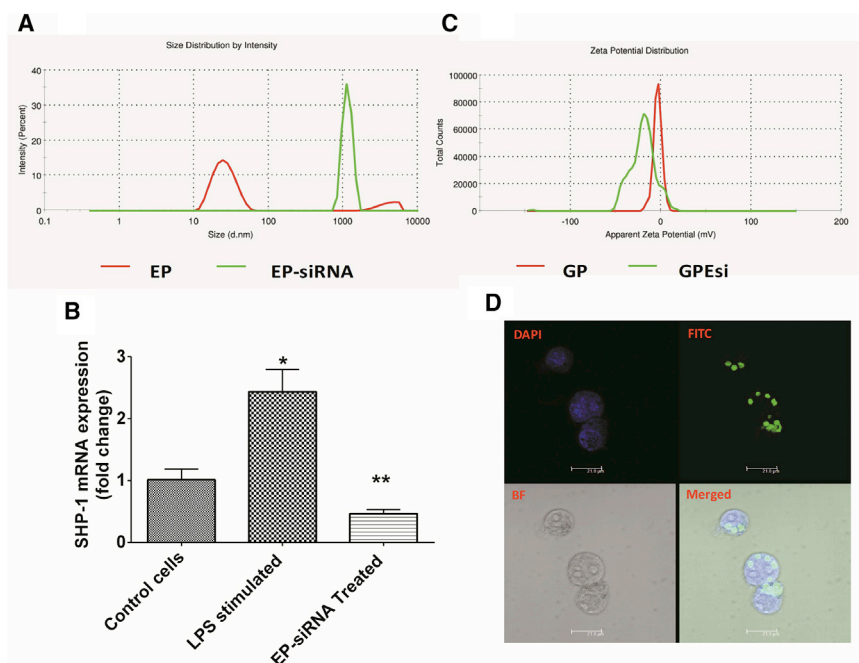 A
Size Distribution by Intensity
Intensity (Percent)
40
30
20
10
0
0.1 1 10 100 1000 10000
Size (d.nm)
EP EP-siRNA
C
Zeta Potential Distribution
Total Counts
100000
80000
60000
40000
20000
0
-100 0 100 200
Apparent Zeta Potential (mV)
GP GPEsi
B
SHP-1 mRNA expression
(fold change)
3
2
1
0
*
**
Control cells
LPS stimulated
EP-siRNA Treated
D
DAPI
FITC
BF
Merged